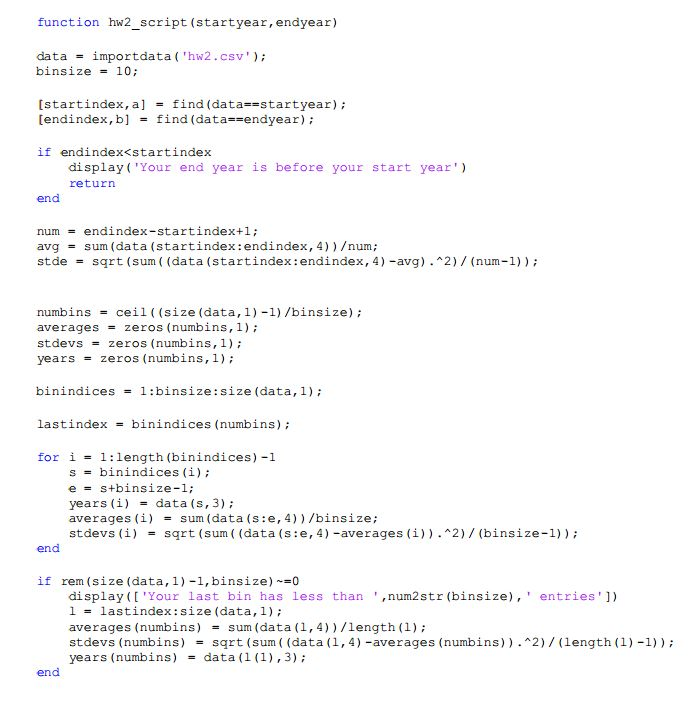 function hw2_script(startyear,endyear)
data = importdata('hw2.csv');
binsize = 10;
[startindex,a] = find(data==startyear);
[endindex,b] = find(data==endyear);
if endindex<startindex
display('Your end year is before your start year')
return
end
num = endindex-startindex+1;
avg = sum(data(startindex:endindex,4))/num;
stde = sqrt(sum((data(startindex:endindex,4)-avg).^2)/(num-1));
numbins = ceil((size(data,1)-1)/binsize);
averages = zeros(numbins,1);
stdevs = zeros(numbins,1);
years = zeros(numbins,1);
binindices = 1:binsize:size(data,1);
lastindex = binindices(numbins);
for i = 1:length(binindices)-1
s = binindices(i);
e = s+binsize-1;
years(i) = data(s,3);
averages(i) = sum(data(s:e,4))/binsize;
stdevs(i) = sqrt(sum((data(s:e,4)-averages(i)).^2)/(binsize-1));
end
if rem(size(data,1)-1,binsize)~=0
display(['Your last bin has less than ',num2str(binsize),' entries'])
l = lastindex:size(data,1);
averages(numbins) = sum(data(l,4))/length(l);
stdevs(numbins) = sqrt(sum((data(l,4)-averages(numbins)).^2)/(length(l)-1));
years(numbins) = data(l(1),3);
end